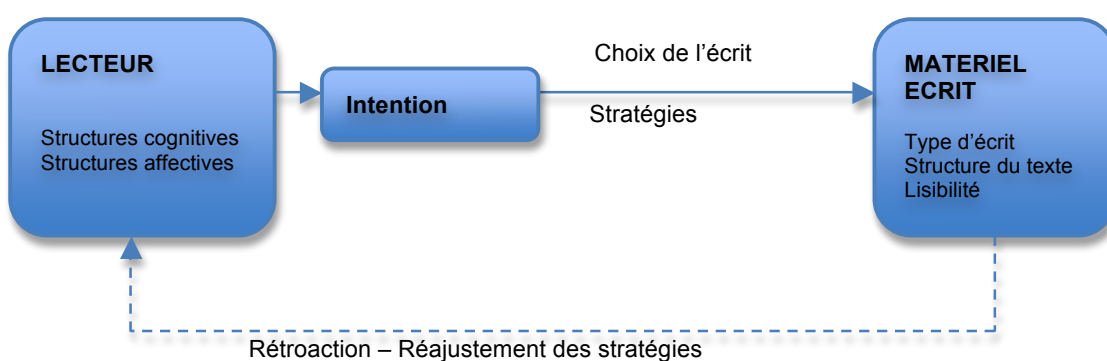 LECTEUR
Structures cognitives
Structures affectives
Intention
Choix de l’écrit
Stratégies
MATERIEL
ECRIT
Type d’écrit
Structure du texte
Lisibilité
Rétroaction – Réajustement des stratégies